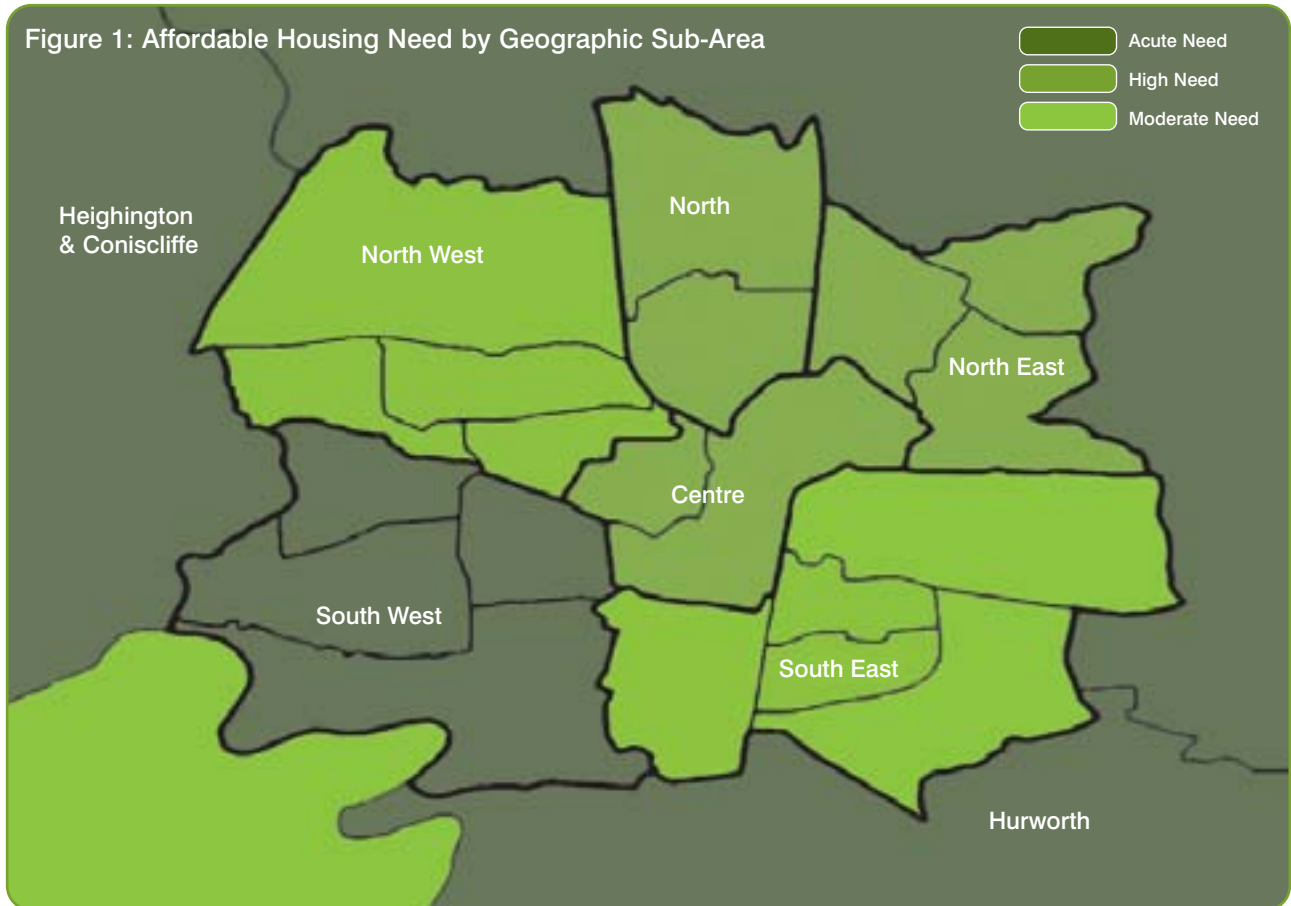 Figure 1: Affordable Housing Need by Geographic Sub-Area
Acute Need
High Need
Moderate Need
Heighington
& Coniscliffe
North West
North
North East
Centre
South West
South East
Hurworth